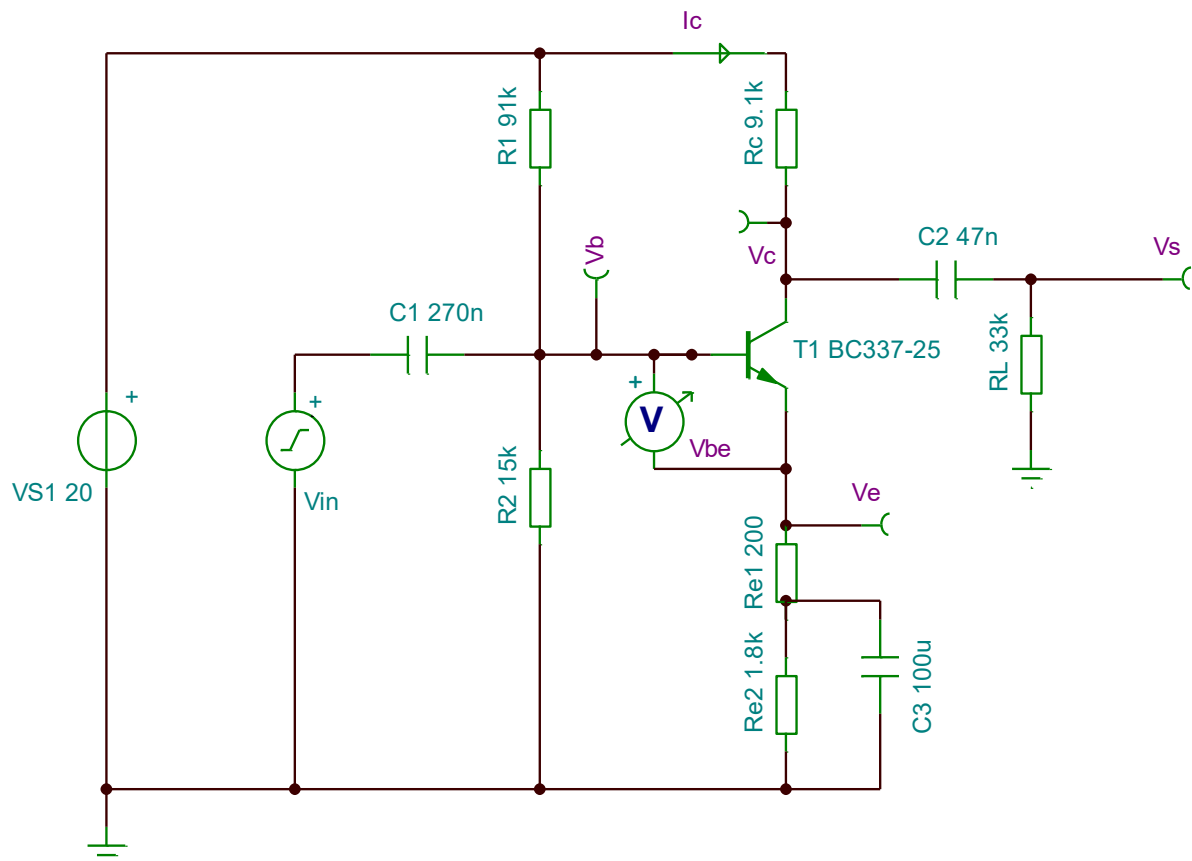 Ic
R1 91k
Rc 9.1k
Vb
Vc
C2 47n
Vs
C1 270n
T1 BC337-25
RL 33k
+
+
+
V
Vbe
VS1 20
Vin
R2 15k
Ve
Re1 200
Re2 1.8k
C3 100u